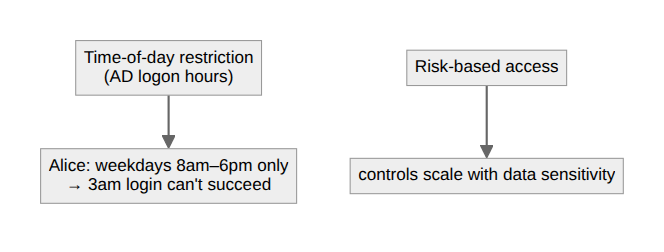 Time-of-day restriction
(AD logon hours)
Alice: weekdays 8am–6pm only
→ 3am login can't succeed
Risk-based access
controls scale with data sensitivity